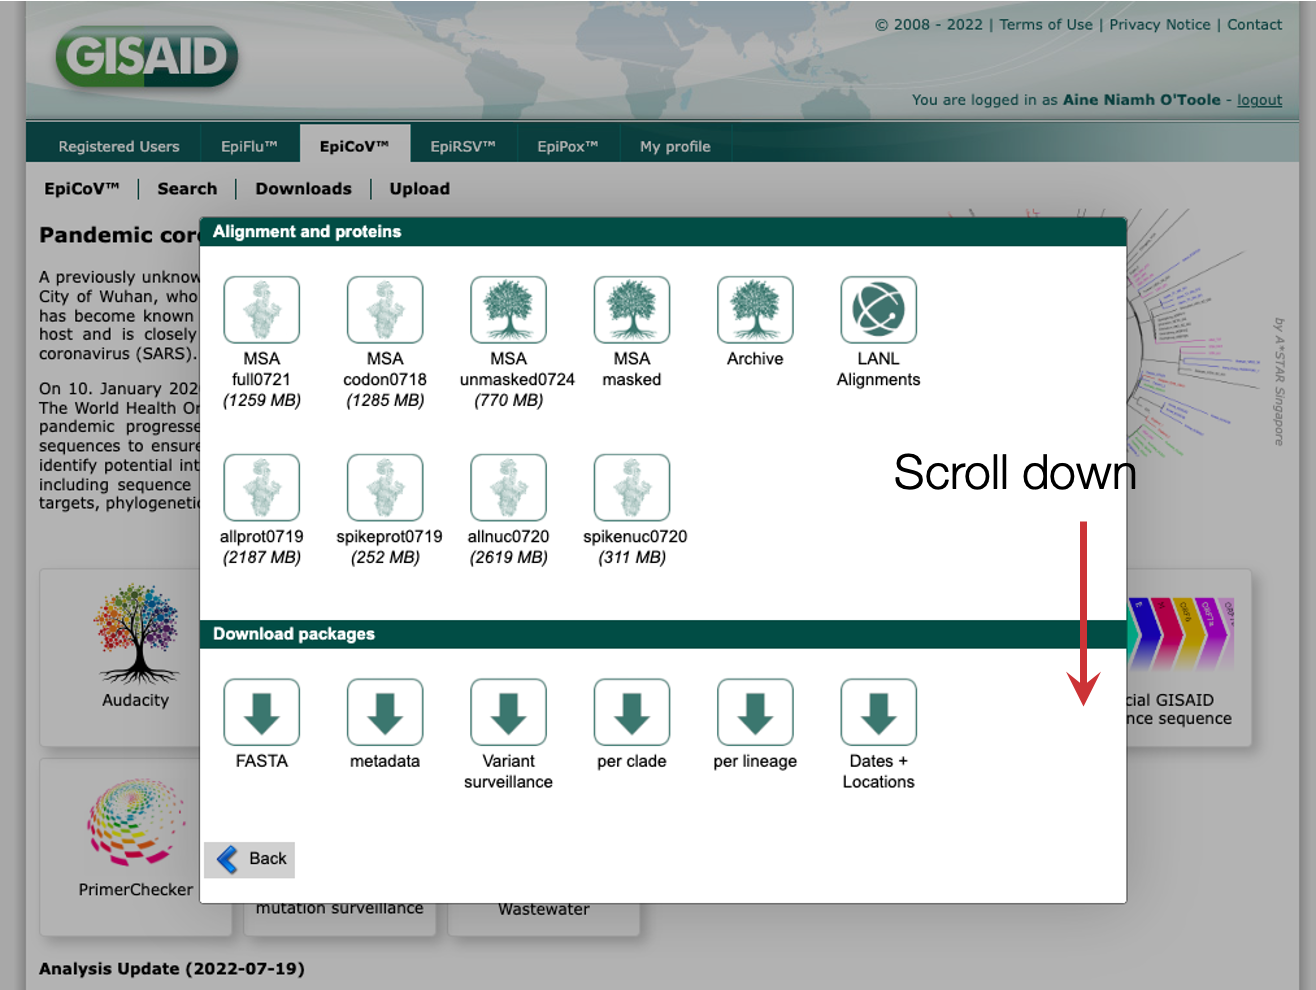 © 2008 - 2022 | Terms of Use | Privacy Notice | Contact
GISAID
You are logged in as Aine Niamh O'Toole - logout
Registered Users EpiFlu™ EpiCoV™ EpiRSV™ EpiPox™ My profile
EpiCoV™ | Search | Downloads | Upload
Pandemic cor
Alignment and proteins
A previously unknow
City of Wuhan, who
has become known
host and is closely
coronavirus (SARS).
On 10. January 202
The World Health Or
pandemic progresse
sequences to ensure
identify potential int
including sequence
targets, phylogeneti
MSA full0721 (1259 MB)
MSA codon0718 (1285 MB)
MSA unmasked0724 (770 MB)
MSA masked
Archive
LANL Alignments
by A*STAR Singapore
Scroll down
allprot0719 (2187 MB)
spikeprot0719 (252 MB)
allnuc0720 (2619 MB)
spikenuc0720 (311 MB)
Download packages
FASTA
metadata
Variant surveillance
per clade
per lineage
Dates + Locations
Back
Audacity
cial GISAID
nce sequence
PrimerChecker
mutation surveillance
Wastewater
Analysis Update (2022-07-19)